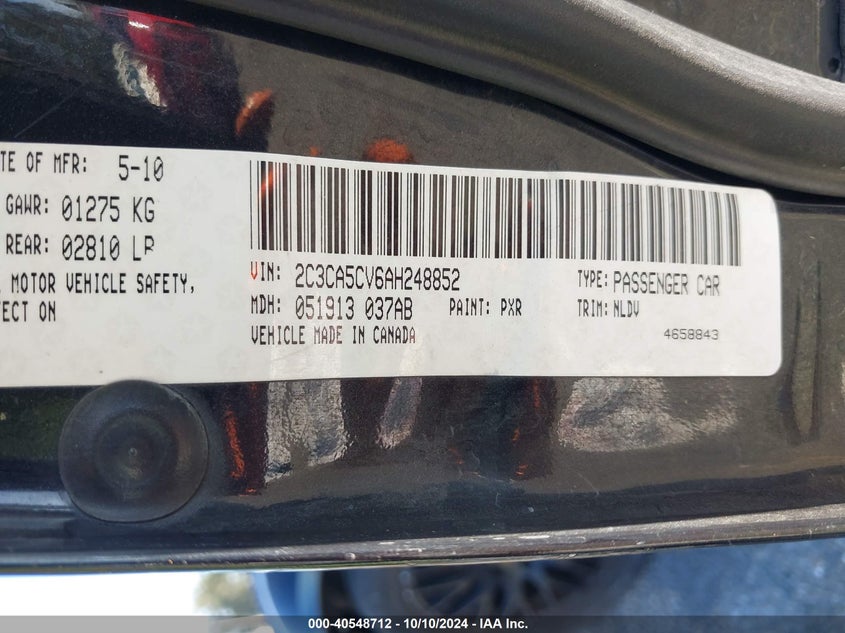 TE OF MFR: 5-10
GAWR: 01275 KG
REAR: 02810 LB
MOTOR VEHICLE SAFETY,
FECT ON
VIN: 2C3CA5CV6AH248852
TYPE: PASSENGER CAR
MDH: 051913 037AB
PAINT: PXR
TRIM: NLDV
VEHICLE MADE IN CANADA
4658843
000-40548712 - 10/10/2024 - IAA Inc.